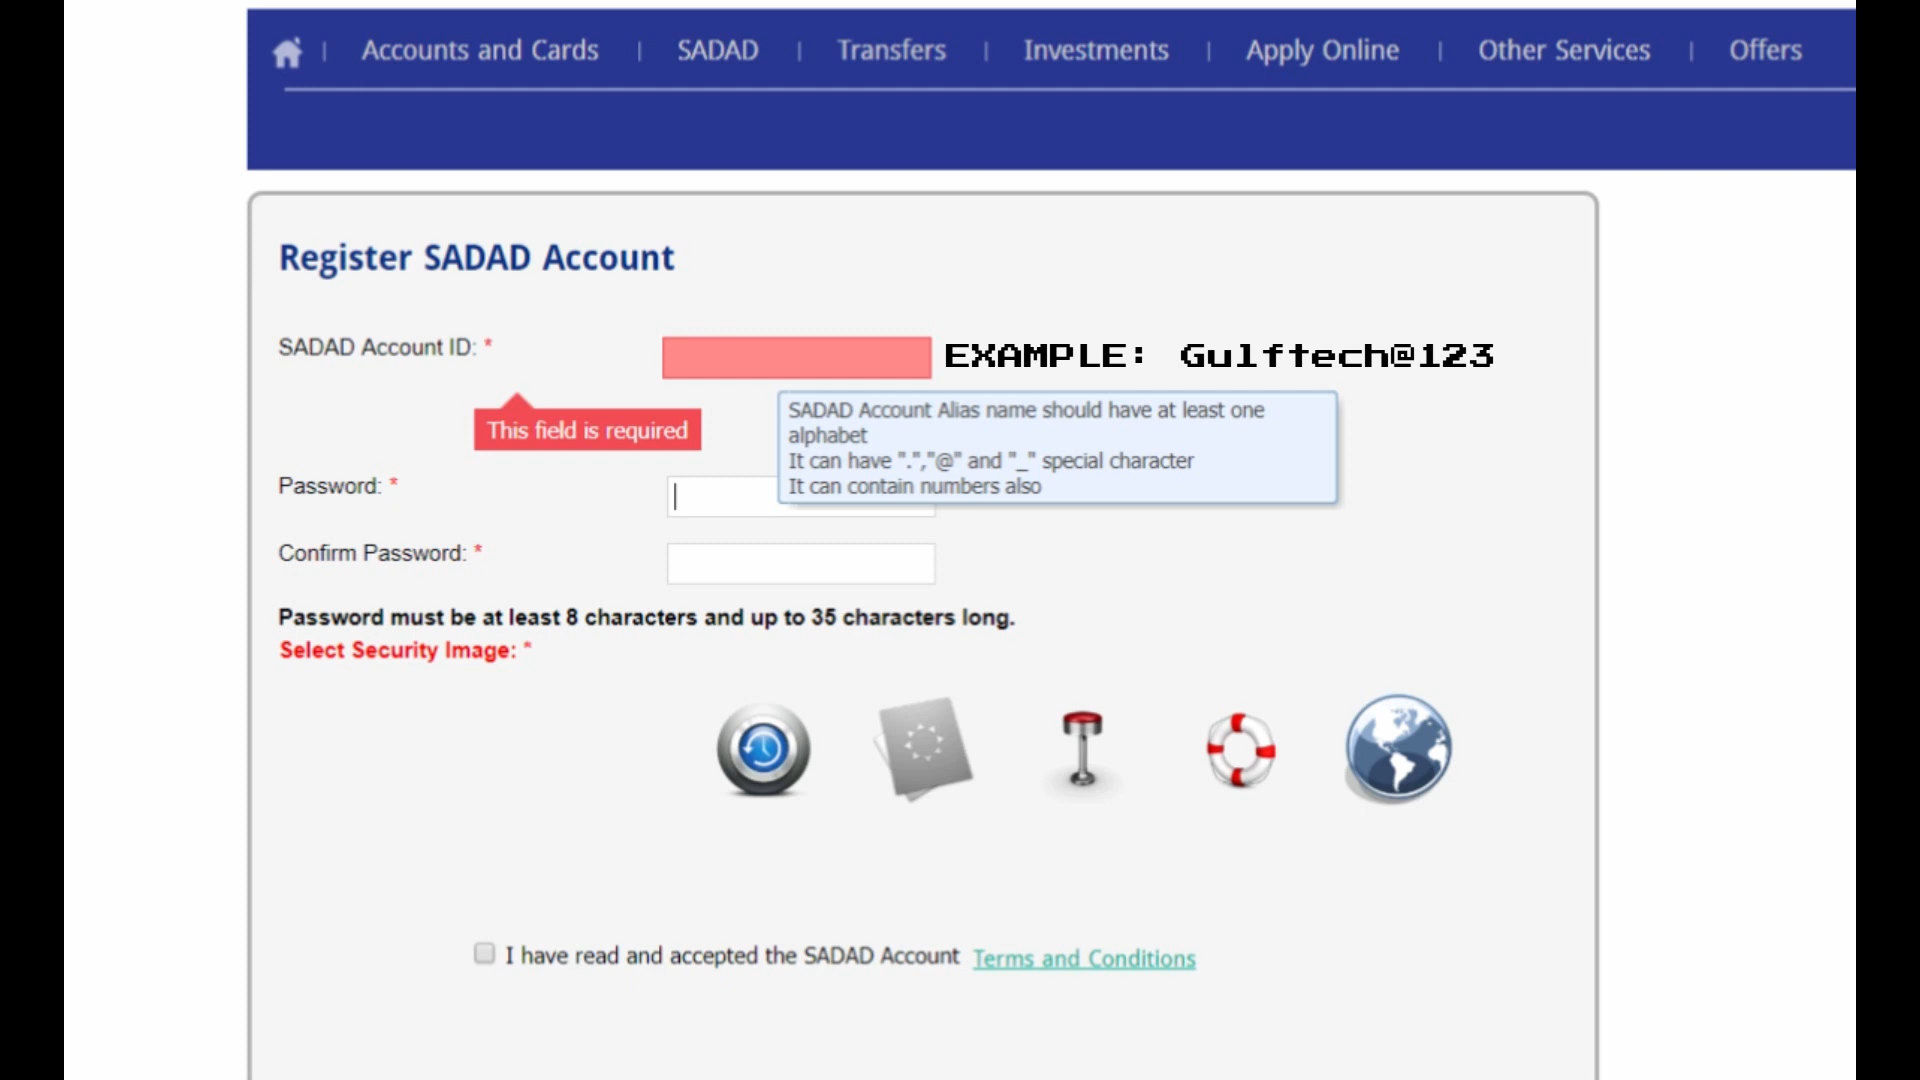 Accounts and Cards | SADAD | Transfers | Investments | Apply Online | Other Services | Offers
Register SADAD Account
SADAD Account ID: * EXAMPLE: Gulftech@123
This field is required
SADAD Account Alias name should have at least one
alphabet
It can have ".","@" and "_" special character
It can contain numbers also
Password: *
Confirm Password: *
Password must be at least 8 characters and up to 35 characters long.
Select Security Image: *
I have read and accepted the SADAD Account Terms and Conditions